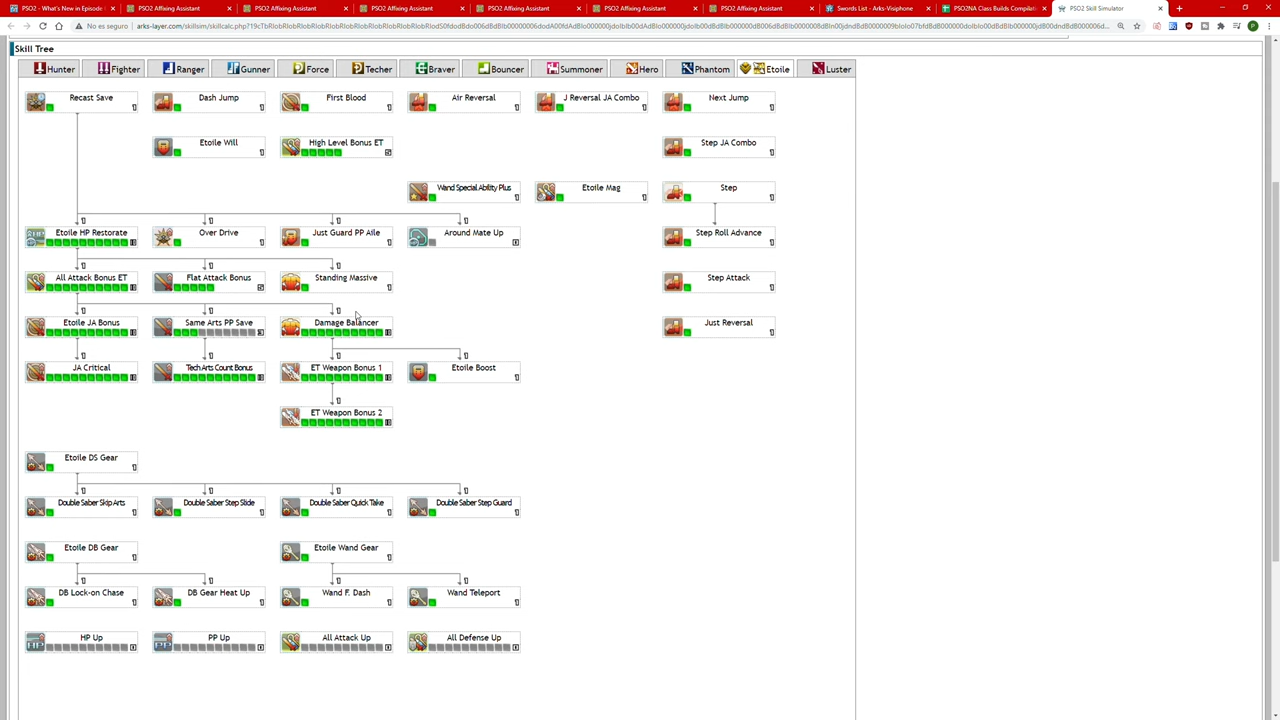 PSO2 - What's New in Episode
PSO2 Affixing Assistant
PSO2 Affixing Assistant
PSO2 Affixing Assistant
PSO2 Affixing Assistant
PSO2 Affixing Assistant
PSO2 Affixing Assistant
Swords List - Arks-Visiphone
PSO2NA Class Builds Compilatio
PSO2 Skill Simulator
No es seguro
Skill Tree
Hunter Fighter Ranger Gunner Force Techer Braver Bouncer Summoner Hero Phantom Etoile Luster
Recast Save Dash Jump First Blood Air Reversal J Reversal JA Combo Next Jump
Etoile Will High Level Bonus ET Step JA Combo
Wand Special Ability Plus Etoile Mag Step
Etoile HP Restorate Over Drive Just Guard PP Aile Around Mate Up Step Roll Advance
All Attack Bonus ET Flat Attack Bonus Standing Massive Step Attack
Etoile JA Bonus Same Arts PP Save Damage Balancer Just Reversal
JA Critical Tech Arts Count Bonus ET Weapon Bonus 1 Etoile Boost
ET Weapon Bonus 2
Etoile DS Gear
Double Saber Skip Arts Double Saber Step Slide Double Saber Quick Take Double Saber Step Guard
Etoile DB Gear Etoile Wand Gear
DB Lock-on Chase DB Gear Heat Up Wand F. Dash Wand Teleport
HP Up PP Up All Attack Up All Defense Up